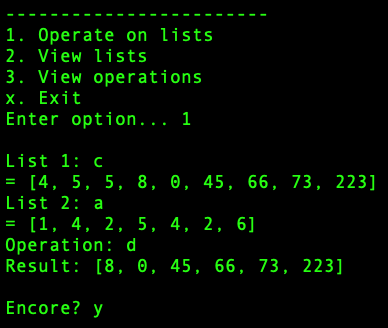 ------------------------
1. Operate on lists
2. View lists
3. View operations
x. Exit
Enter option... 1

List 1: c
= [4, 5, 5, 8, 0, 45, 66, 73, 223]
List 2: a
= [1, 4, 2, 5, 4, 2, 6]
Operation: d
Result: [8, 0, 45, 66, 73, 223]

Encore? y